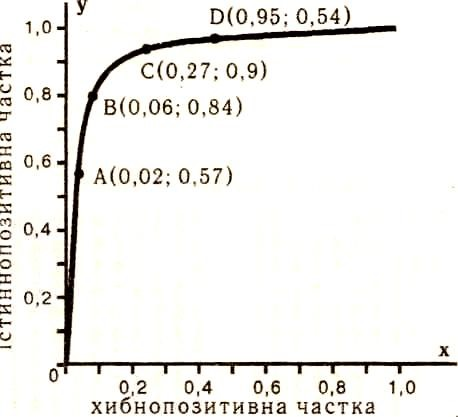 y
D(0,95; 0,54)
1,0
C(0,27; 0,9)
0,8
B(0,06; 0,84)
0,6
A(0,02; 0,57)
0,4
0,2
x
0
0,2
0,4
0,6
0,8
1,0
хибнопозитивна частка
Істиннопозитивна частка